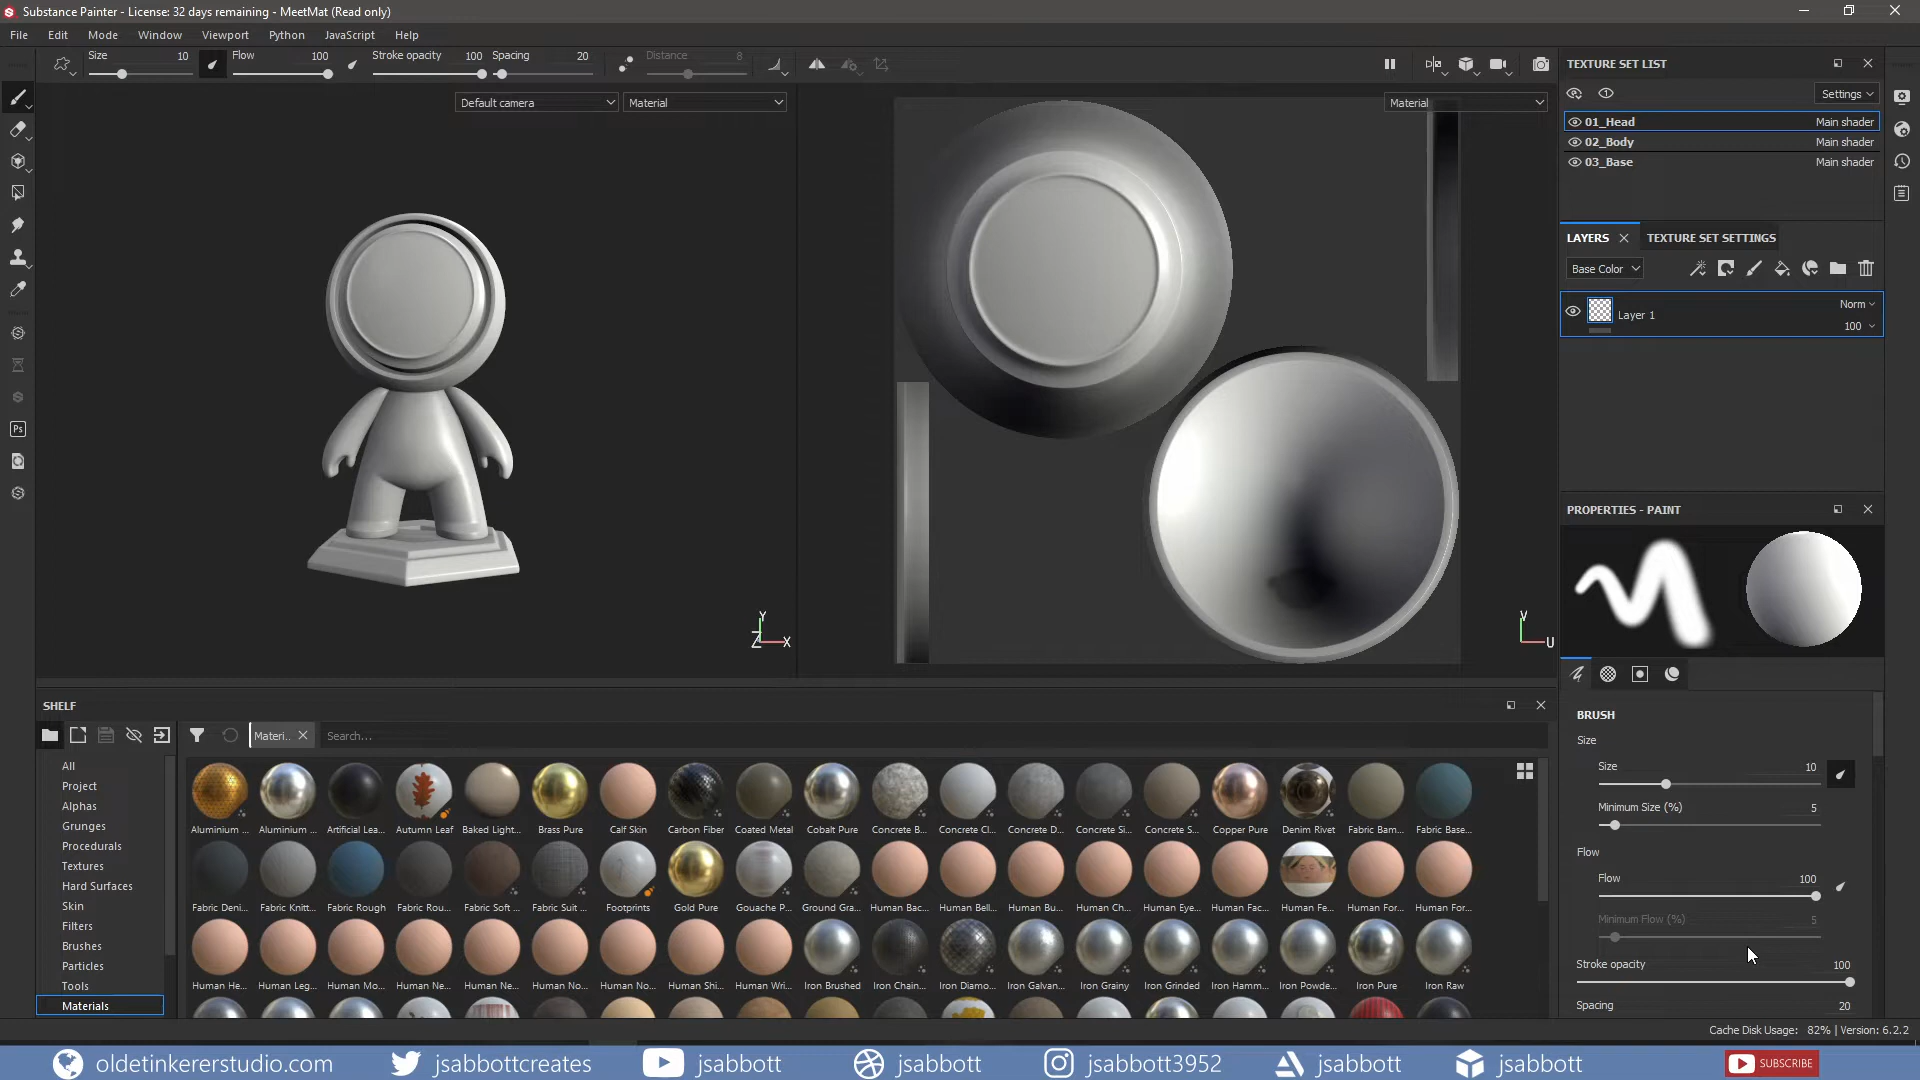 Substance Painter - License: 32 days remaining - MeetMat (Read only)
File Edit Mode Window Viewport Python JavaScript Help
Size 10 Flow 100 Stroke opacity 100 Spacing 20 Distance 8
Default camera Material Material
Y
Z X
V
U
TEXTURE SET LIST
Settings
01_Head Main shader
02_Body Main shader
03_Base Main shader
LAYERS TEXTURE SET SETTINGS
Base Color
Norm
Layer 1
100
Ps
PROPERTIES - PAINT
BRUSH
Size
Size 10
Minimum Size (%) 5
Flow
Flow 100
Minimum Flow (%) 5
Stroke opacity 100
Spacing 20
SHELF
Materi.. Search...
All
Project
Alphas
Grunges
Procedurals
Textures
Hard Surfaces
Skin
Filters
Brushes
Particles
Tools
Materials
Aluminium ... Aluminium ... Artificial Lea... Autumn Leaf Baked Light... Brass Pure Calf Skin Carbon Fiber Coated Metal Cobalt Pure Concrete B... Concrete Cl... Concrete D... Concrete Si... Concrete S... Copper Pure Denim Rivet Fabric Bam... Fabric Base...
Fabric Deni... Fabric Knitt... Fabric Rough Fabric Rou... Fabric Soft ... Fabric Suit ... Footprints Gold Pure Gouache P... Ground Gra... Human Bac... Human Bell... Human Bu... Human Ch... Human Eye... Human Fac... Human Fe... Human For... Human For...
Human He... Human Leg... Human Mo... Human Ne... Human Ne... Human No... Human No... Human Shi... Human Wri... Iron Brushed Iron Chain... Iron Diamo... Iron Galvan... Iron Grainy Iron Grinded Iron Hamm... Iron Powde... Iron Pure Iron Raw
Cache Disk Usage: 82% | Version: 6.2.2
oldetinkererstudio.com jsabbottcreates jsabbott jsabbott jsabbott3952 jsabbott jsabbott SUBSCRIBE